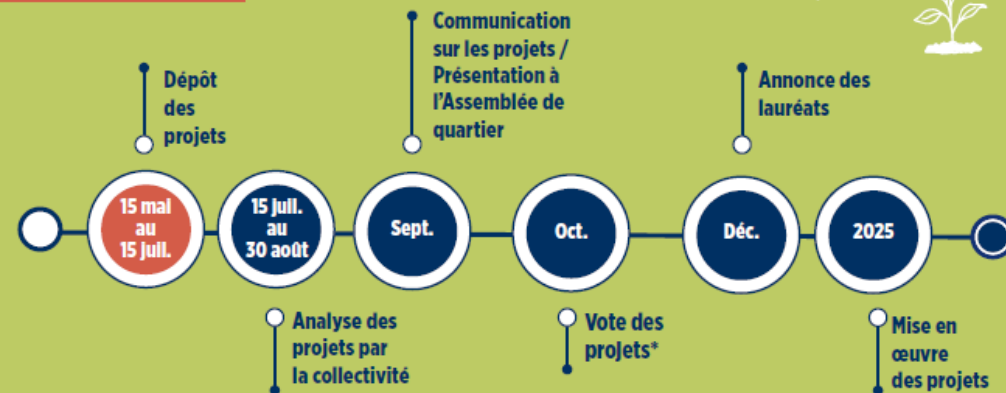 Dépôt
des
projets
15 mai
au
15 juil.
15 juil.
au
30 août
Analyse des
projets par
la collectivité
Communication
sur les projets /
Présentation à
l'Assemblée de
quartier
Sept.
Oct.
Vote des
projets*
Annonce des
lauréats
Déc.
2025
Mise en
œuvre
des projets